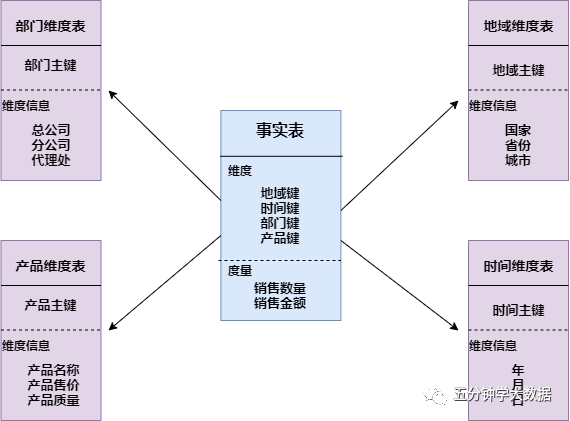 部门维度表
部门主键
维度信息
总公司
分公司
代理处
地域维度表
地域主键
维度信息
国家
省份
城市
事实表
维度
地域键
时间键
部门键
产品键
度量
销售数量
销售金额
产品维度表
产品主键
维度信息
产品名称
产品售价
产品质量
时间维度表
时间主键
维度信息
年
月
日
五分钟学大数据